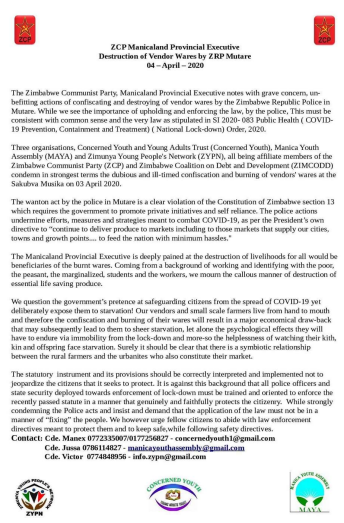 ZCP
ZCP
ZCP Manicaland Provincial Executive
Destruction of Vendor Wares by ZRP Mutare
04 – April – 2020
The Zimbabwe Communist Party, Manicaland Provincial Executive notes with grave concern, un-
befitting actions of confiscating and destroying of vendor wares by the Zimbabwe Republic Police in
Mutare. While we see the importance of upholding and enforcing the law, by the police, This must be
consistent with common sense and the very law as stipulated in SI 2020- 083 Public Health ( COVID-
19 Prevention, Containment and Treatment) ( National Lock-down) Order, 2020.
Three organisations, Concerned Youth and Young Adults Trust (Concerned Youth), Manica Youth
Assembly (MAYA) and Zimunya Young People's Network (ZYPN), all being affiliate members of the
Zimbabwe Communist Party (ZCP) and Zimbabwe Coalition on Debt and Development (ZIMCODD)
condemn in strongest terms the dubious and ill-timed confiscation and burning of vendors' wares at the
Sakubva Musika on 03 April 2020.
The wanton act by the police in Mutare is a clear violation of the Constitution of Zimbabwe section 13
which requires the government to promote private initiatives and self reliance. The police actions
undermine efforts, measures and strategies meant to combat COVID-19, as per the President's own
directive to “continue to deliver produce to markets including to those markets that supply our cities,
towns and growth points.... to feed the nation with minimum hassles."
The Manicaland Provincial Executive is deeply pained at the destruction of livelihoods for all would be
beneficiaries of the burnt wares. Coming from a background of working and identifying with the poor,
the peasant, the marginalized, students and the workers, we mourn the callous manner of destruction of
essential life saving produce.
We question the government's pretence at safeguarding citizens from the spread of COVID-19 yet
deliberately expose them to starvation! Our vendors and small scale farmers live from hand to mouth
and therefore the confiscation and burning of their wares will result in a major economical draw-back
that may subsequently lead to them to sheer starvation, let alone the psychological effects they will
have to endure via immobility from the lock-down and more-so the helplessness of watching their kith,
kin and offspring face starvation. Surely it should be clear that there is a symbiotic relationship
between the rural farmers and the urbanites who also constitute their market.
The statutory instrument and its provisions should be correctly interpreted and implemented not to
jeopardize the citizens that it seeks to protect. It is against this background that all police officers and
state security deployed towards enforcement of lock-down must be trained and oriented to enforce the
recently passed statute in a manner that genuinely and faithfully protects the citizenry. While strongly
condemning the Police acts and insist and demand that the application of the law must not be in a
manner of “fixing” the people. We however urge fellow citizens to abide with law enforcement
directives meant to protect them and to keep safe,while following safety directives.
Contact: Cde. Manex 0772335007/0177256827 - concernedyouth1@gmail.com
Cde. Jussa 0786114827 - manicayouthassembly@gmail.com
Cde. Victor 0774848956 - info.zypn@gmail.com
ZYPN
CONCERNED YOUTH
MANICA YOUTH ASSEMBLY
MAYA